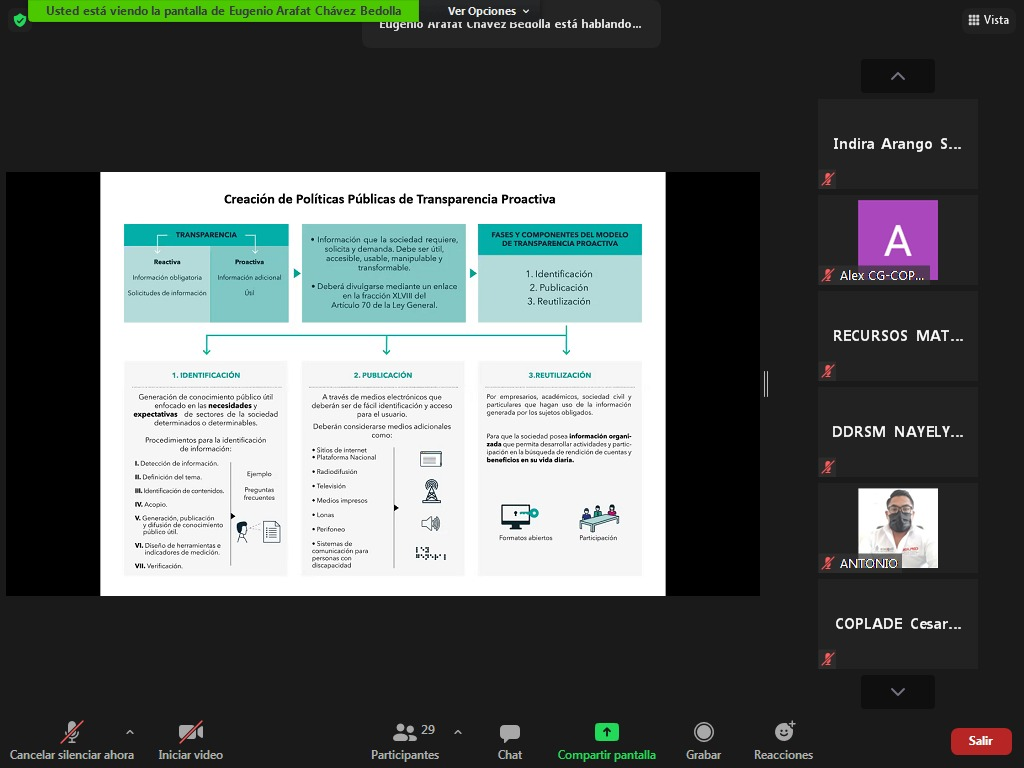 Usted está viendo la pantalla de Eugenio Arafat Chávez Bedolla
Ver Opciones
Eugenio Arafat Chávez Bedolla está hablando...
Vista
Creación de Políticas Públicas de Transparencia Proactiva
TRANSPARENCIA
Reactiva
Información obligatoria
Solicitudes de información
Proactiva
Información adicional
Útil
• Información que la sociedad requiere,
solicita y demanda. Debe ser útil,
accesible, usable, manipulable y
transformable.
• Deberá divulgarse mediante un enlace
en la fracción XLVIII del
Artículo 70 de la Ley General.
FASES Y COMPONENTES DEL MODELO
DE TRANSPARENCIA PROACTIVA
1. Identificación
2. Publicación
3. Reutilización
1. IDENTIFICACIÓN
Generación de conocimiento público útil
enfocado en las necesidades y
expectativas de sectores de la sociedad
determinados o determinables.
Procedimientos para la identificación
de información:
I. Detección de información.
II. Definición del tema.
III. Identificación de contenidos.
IV. Acopio.
V. Generación, publicación
y difusión de conocimiento
público útil.
VI. Diseño de herramientas e
indicadores de medición.
VII. Verificación.
Ejemplo
Preguntas
frecuentes
2. PUBLICACIÓN
A través de medios electrónicos que
deberán ser de fácil identificación y acceso
para el usuario.
Deberán considerarse medios adicionales
como:
• Sitios de internet
• Plataforma Nacional
• Radiodifusión
• Televisión
• Medios impresos
• Lonas
• Perifoneo
• Sistemas de
comunicación para
personas con
discapacidad
3.REUTILIZACIÓN
Por empresarios, académicos, sociedad civil y
particulares que hagan uso de la información
generada por los sujetos obligados.
Para que la sociedad posea información organi-
zada que permita desarrollar actividades y partic-
ipación en la búsqueda de rendición de cuentas y
beneficios en su vida diaria.
Formatos abiertos
Participación
Indira Arango S...
A
Alex CG-COP...
RECURSOS MAT...
DDRSM NAYELY...
ANTONIO
COPLADE Cesar...
Cancelar silenciar ahora
Iniciar video
29
Participantes
Chat
Compartir pantalla
Grabar
Reacciones
Salir